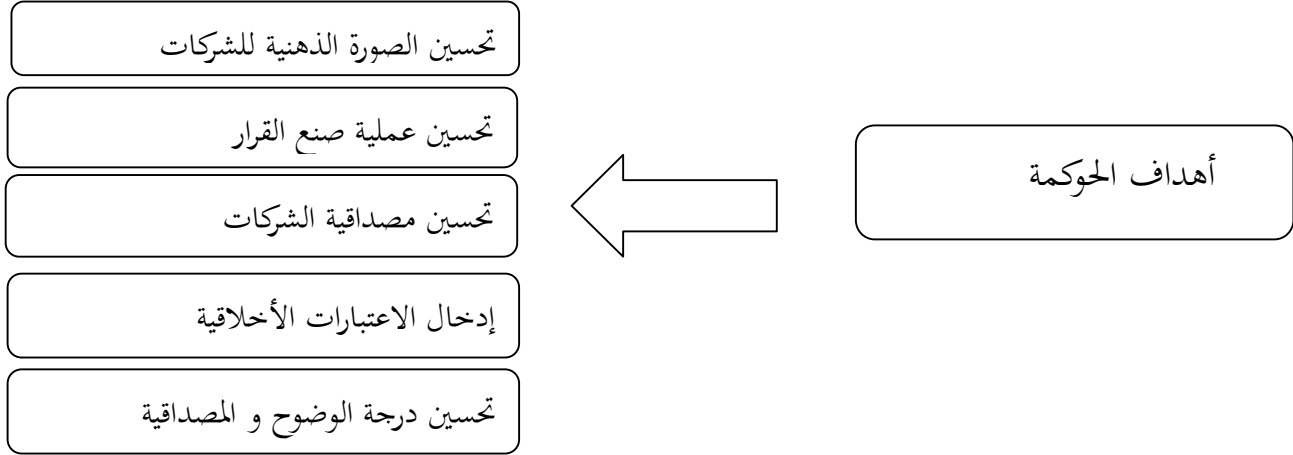 أهداف الحوكمة
تحسين الصورة الذهنية للشركات
تحسين عملية صنع القرار
تحسين مصداقية الشركات
إدخال الاعتبارات الأخلاقية
تحسين درجة الوضوح و المصداقية